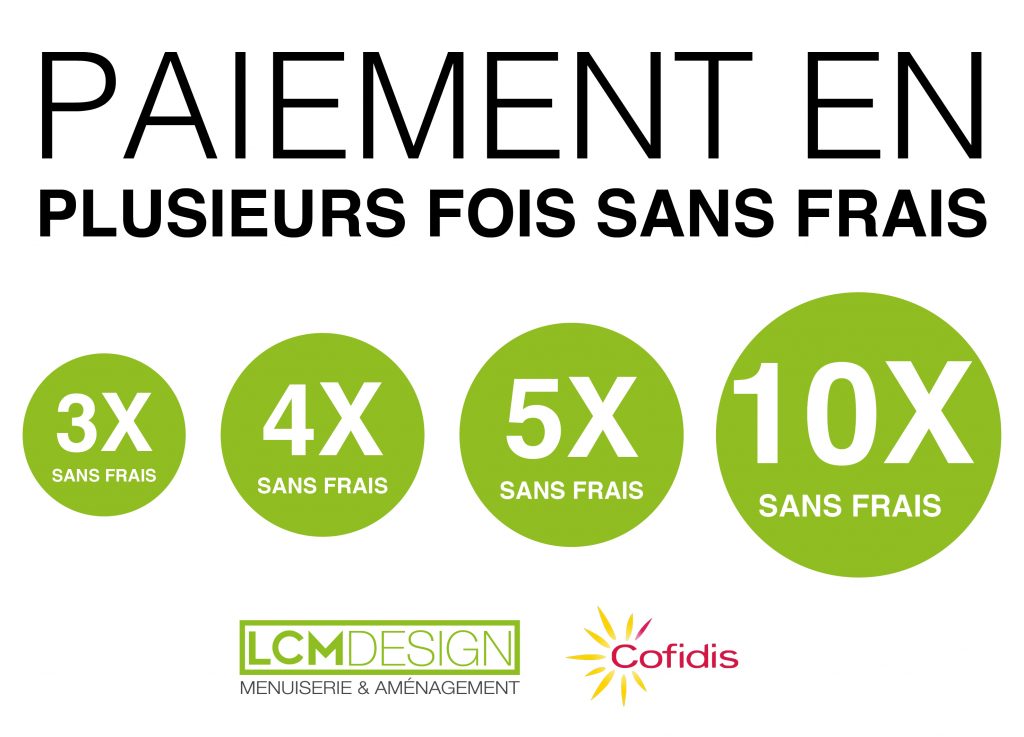 PAIEMENT EN
PLUSIEURS FOIS SANS FRAIS
3X
SANS FRAIS
4X
SANS FRAIS
5X
SANS FRAIS
10X
SANS FRAIS
LCMDESIGN
MENUISERIE & AMÉNAGEMENT
Cofidis